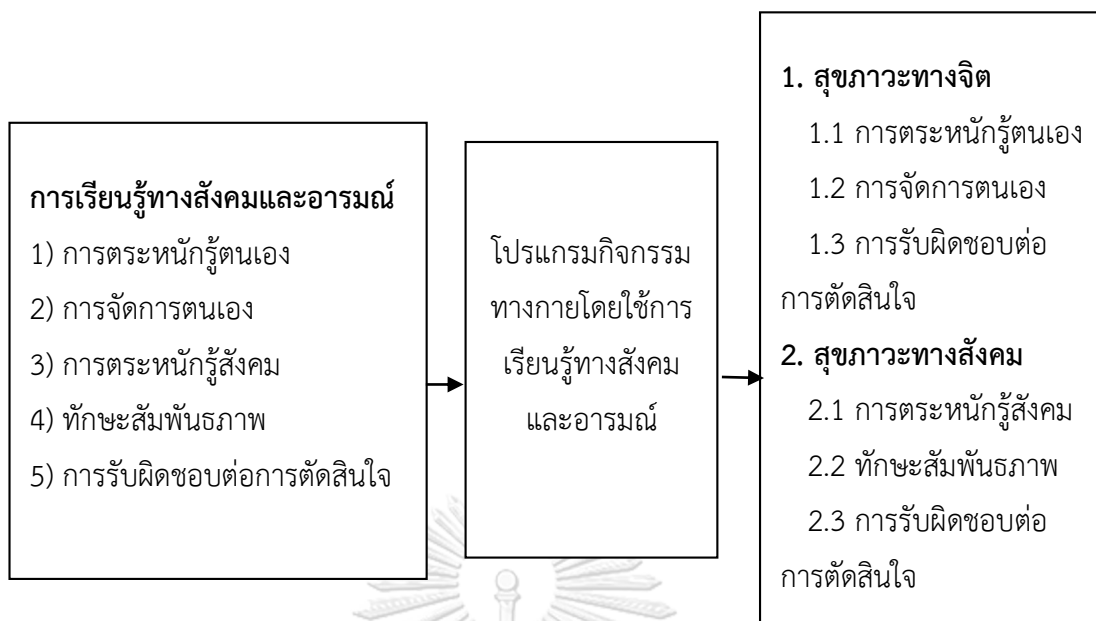 การเรียนรู้ทางสังคมและอารมณ์
1) การตระหนักรู้ตนเอง
2) การจัดการตนเอง
3) การตระหนักรู้สังคม
4) ทักษะสัมพันธภาพ
5) การรับผิดชอบต่อการตัดสินใจ
โปรแกรมกิจกรรม
ทางกายโดยใช้การ
เรียนรู้ทางสังคม
และอารมณ์
1. สุขภาวะทางจิต
1.1 การตระหนักรู้ตนเอง
1.2 การจัดการตนเอง
1.3 การรับผิดชอบต่อ
การตัดสินใจ
2. สุขภาวะทางสังคม
2.1 การตระหนักรู้สังคม
2.2 ทักษะสัมพันธภาพ
2.3 การรับผิดชอบต่อ
การตัดสินใจ